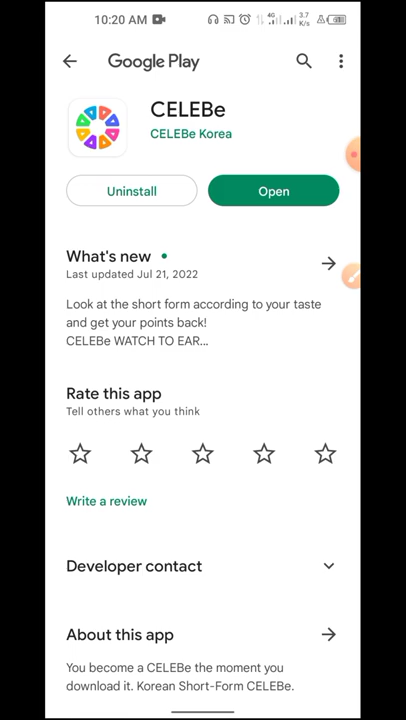 10:20 AM
4G
3.7
K/s
Google Play
CELEBe
CELEBe Korea
Uninstall
Open
What's new
Last updated Jul 21, 2022
Look at the short form according to your taste
and get your points back!
CELEBe WATCH TO EAR...
Rate this app
Tell others what you think
Write a review
Developer contact
About this app
You become a CELEBe the moment you
download it. Korean Short-Form CELEBe.